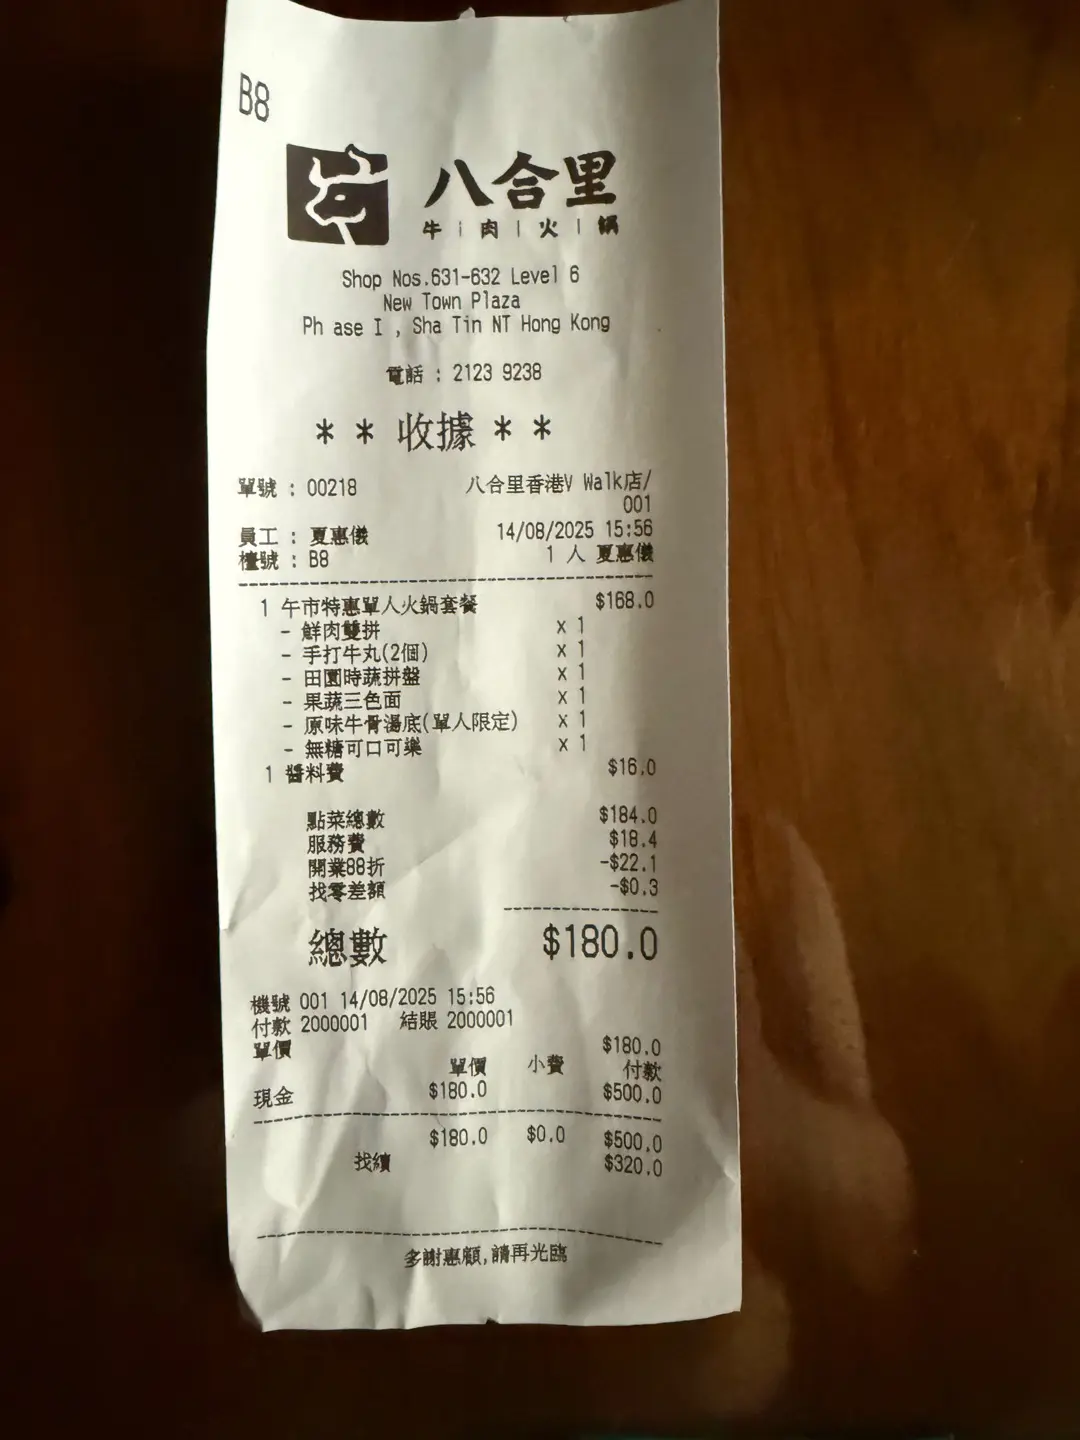 B8
八合里
牛|肉|火|鍋
Shop Nos.631-632 Level 6
New Town Plaza
Ph ase I , Sha Tin NT Hong Kong
電話 : 2123 9238
＊＊ 收據 ＊＊
單號 : 00218 八合里香港V Walk店/
001
員工 : 夏惠儀 14/08/2025 15:56
檯號 : B8 1 人 夏惠儀
1 午市特惠單人火鍋套餐 $168.0
- 鮮肉雙拼 x 1
- 手打牛丸(2個) x 1
- 田園時蔬拼盤 x 1
- 果蔬三色面 x 1
- 原味牛骨湯底(單人限定) x 1
- 無糖可口可樂 x 1
1 醬料費 $16.0
點菜總數 $184.0
服務費 $18.4
開業88折 -$22.1
找零差額 -$0.3
總數 $180.0
機號 001 14/08/2025 15:56
付款 2000001 結賬 2000001
單價 $180.0
單價 小費 付款
現金 $180.0 $500.0
$180.0 $0.0 $500.0
找續 $320.0
多謝惠顧,請再光臨